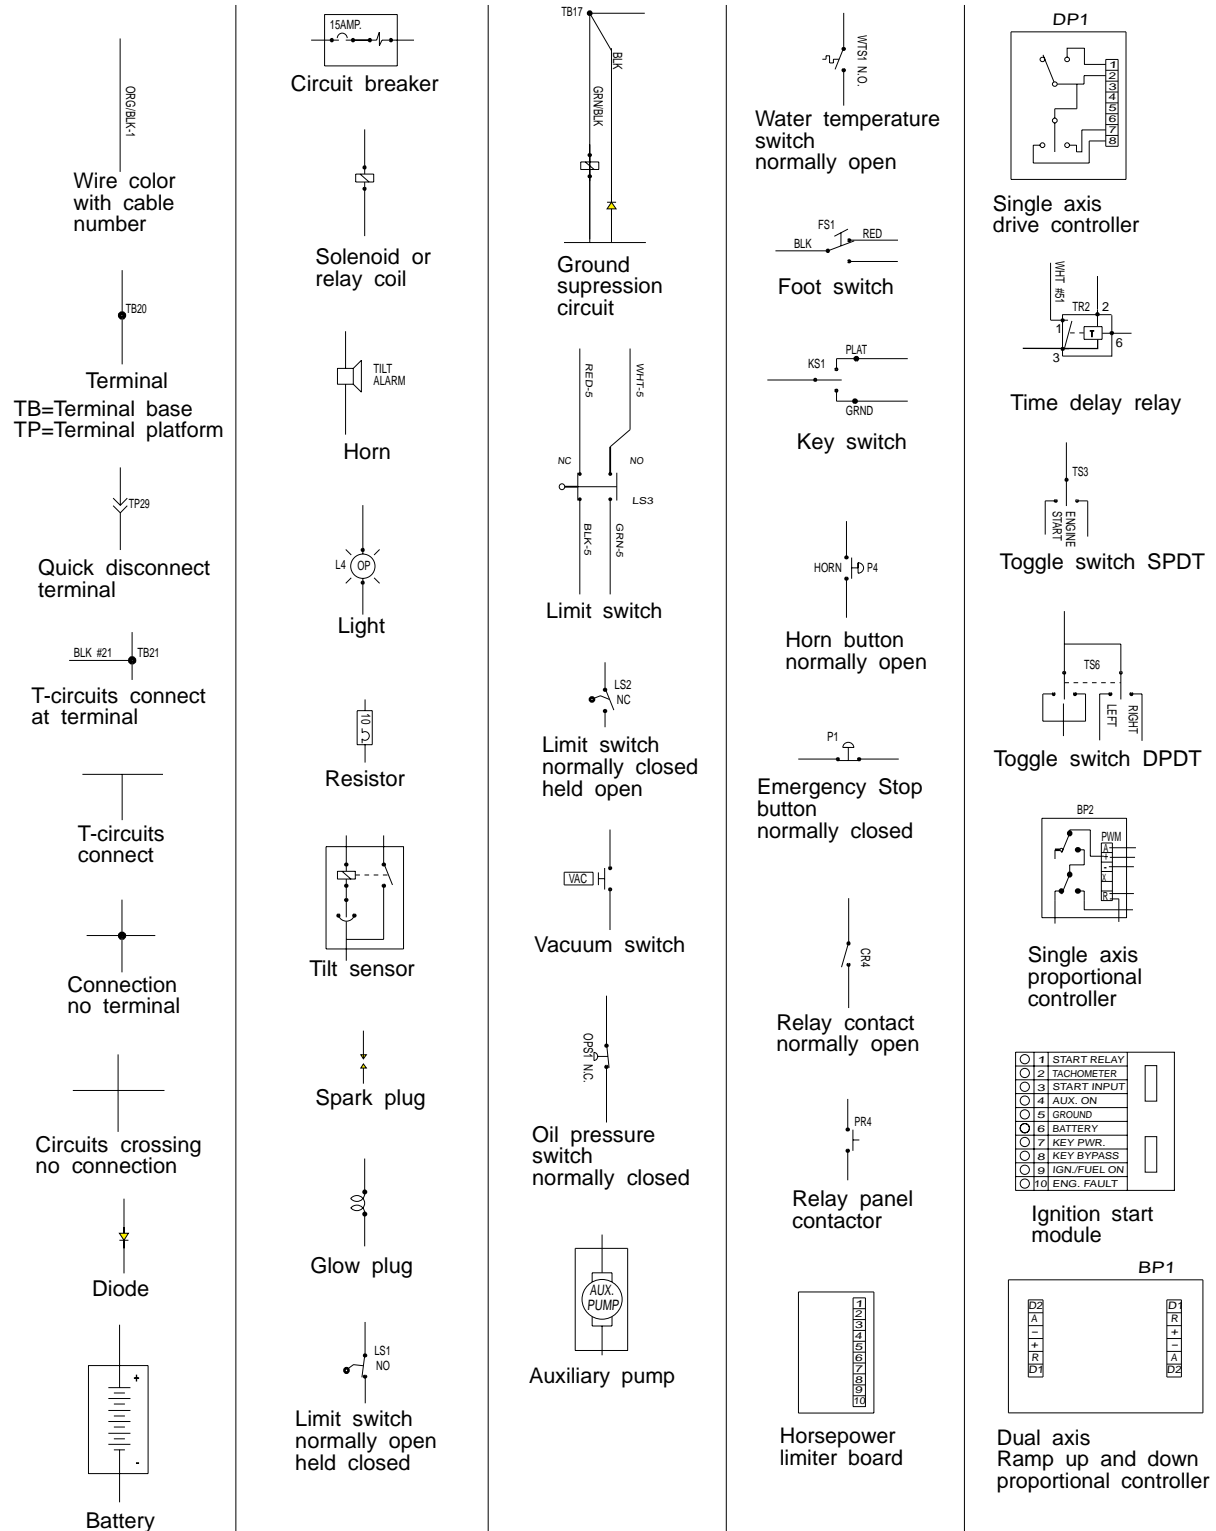 ORG/BLK-1
Wire color
with cable
number
TB20
Terminal
TB=Terminal base
TP=Terminal platform
TP29
Quick disconnect
terminal
BLK #21
TB21
T-circuits connect
at terminal
T-circuits
connect
Connection
no terminal
Circuits crossing
no connection
Diode
+
-
Battery
15AMP.
Circuit breaker
Solenoid or
relay coil
TILT
ALARM
Horn
L4
OP
Light
10 Ω
Resistor
Tilt sensor
Spark plug
Glow plug
LS1
NO
Limit switch
normally open
held closed
TB17
BLK
GRN/BLK
Ground
supression
circuit
RED-5
WHT-5
NC
NO
LS3
BLK-5
GRN-5
Limit switch
LS2
NC
Limit switch
normally closed
held open
VAC
Vacuum switch
OPS1 N.C.
Oil pressure
switch
normally closed
AUX.
PUMP
Auxiliary pump
WTS1 N.O.
Water temperature
switch
normally open
FS1
BLK
RED
Foot switch
KS1
PLAT
GRND
Key switch
HORN
P4
Horn button
normally open
P1
Emergency Stop
button
normally closed
CR4
Relay contact
normally open
PR4
Relay panel
contactor
1
2
3
4
5
6
7
8
9
10
Horsepower
limiter board
DP1
1
2
3
4
5
6
7
8
Single axis
drive controller
WHT #51
TR2
2
1
T
6
3
Time delay relay
TS3
START
ENGINE
Toggle switch SPDT
TS6
LEFT
RIGHT
Toggle switch DPDT
BP2
PWM
A
+
-
X
R
Single axis
proportional
controller
1 START RELAY
2 TACHOMETER
3 START INPUT
4 AUX. ON
5 GROUND
6 BATTERY
7 KEY PWR.
8 KEY BYPASS
9 IGN./FUEL ON
10 ENG. FAULT
Ignition start
module
BP1
D2
A
–
+
R
D1
D1
R
+
–
A
D2
Dual axis
Ramp up and down
proportional controller